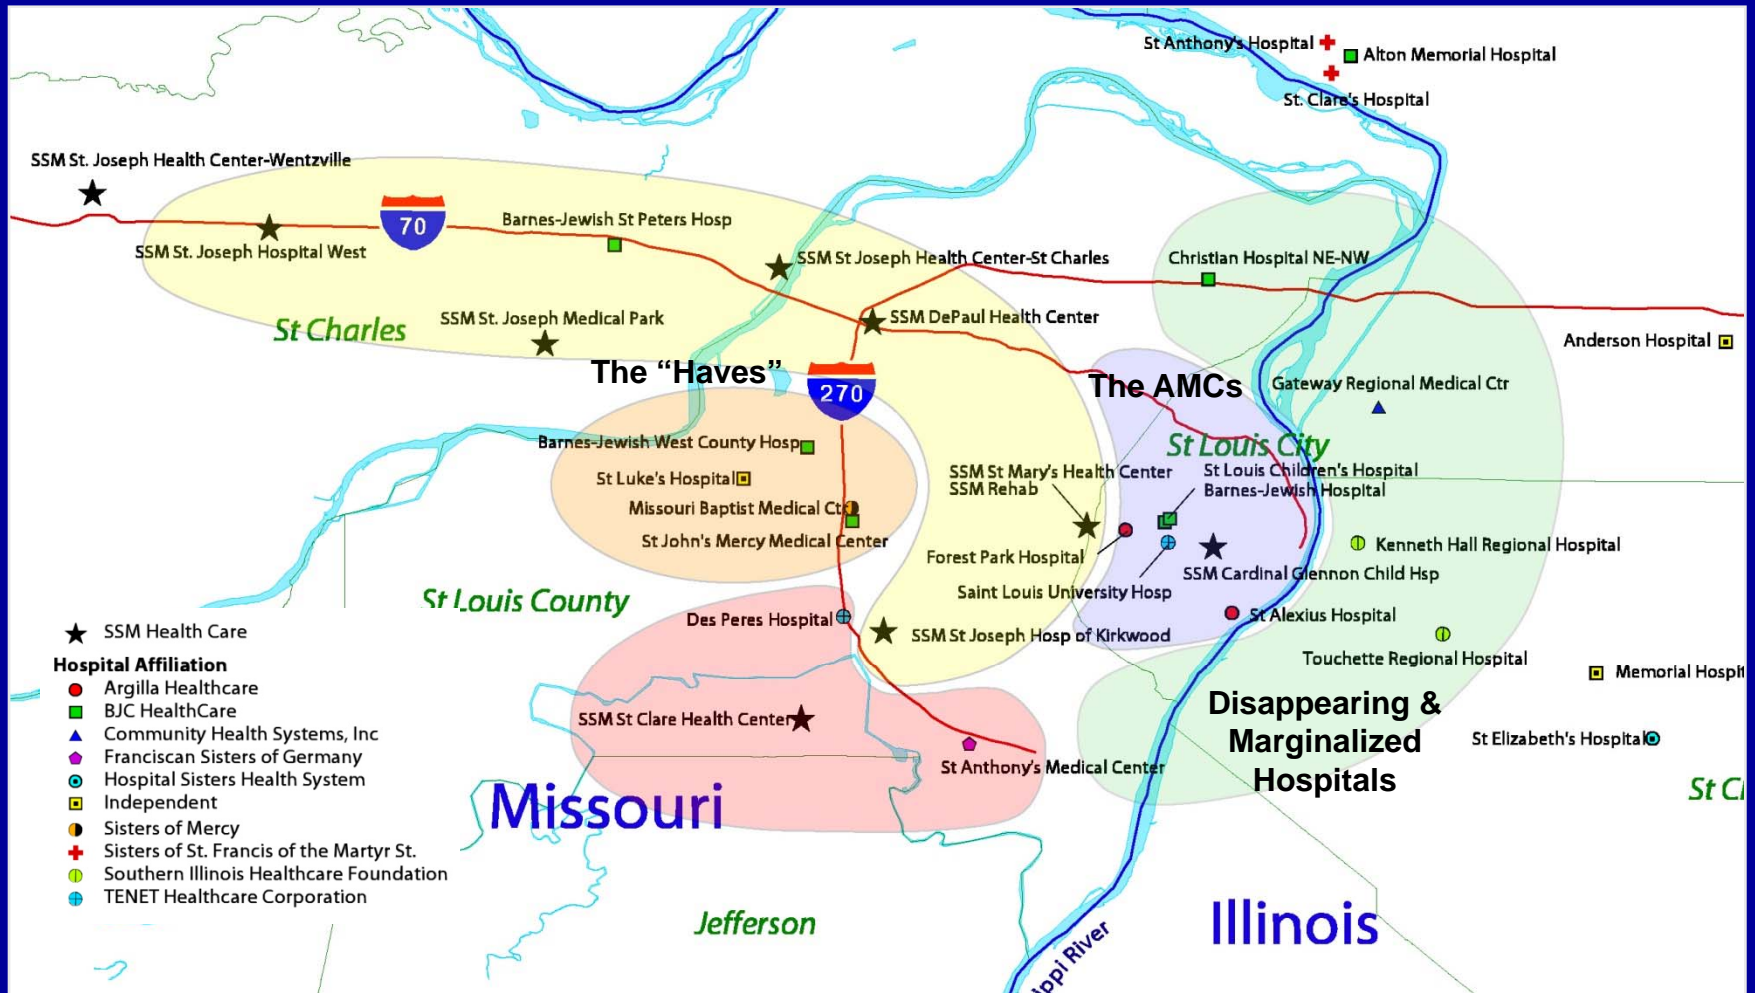 St Anthony's Hospital
Alton Memorial Hospital
St. Clare's Hospital
SSM St. Joseph Health Center-Wentzville
70
Barnes-Jewish St Peters Hosp
SSM St. Joseph Hospital West
SSM St Joseph Health Center-St Charles
Christian Hospital NE-NW
St Charles
SSM St. Joseph Medical Park
SSM DePaul Health Center
Anderson Hospital
The “Haves”
270
The AMCs
Gateway Regional Medical Ctr
Barnes-Jewish West County Hosp
St Louis City
St Luke's Hospital
SSM St Mary's Health Center
SSM Rehab
St Louis Children's Hospital
Barnes-Jewish Hospital
Missouri Baptist Medical Ctr
St John's Mercy Medical Center
Forest Park Hospital
Kenneth Hall Regional Hospital
SSM Cardinal Glennon Child Hsp
Saint Louis University Hosp
St Louis County
Des Peres Hospital
SSM St Joseph Hosp of Kirkwood
St Alexius Hospital
Touchette Regional Hospital
Memorial Hospit
SSM St Clare Health Center
St Anthony's Medical Center
Disappearing &
Marginalized
Hospitals
St Elizabeth's Hospital
St Cl
Missouri
SSM Health Care
Hospital Affiliation
Argilla Healthcare
BJC HealthCare
Community Health Systems, Inc
Franciscan Sisters of Germany
Hospital Sisters Health System
Independent
Sisters of Mercy
Sisters of St. Francis of the Martyr St.
Southern Illinois Healthcare Foundation
TENET Healthcare Corporation
Jefferson
Illinois
ppi River